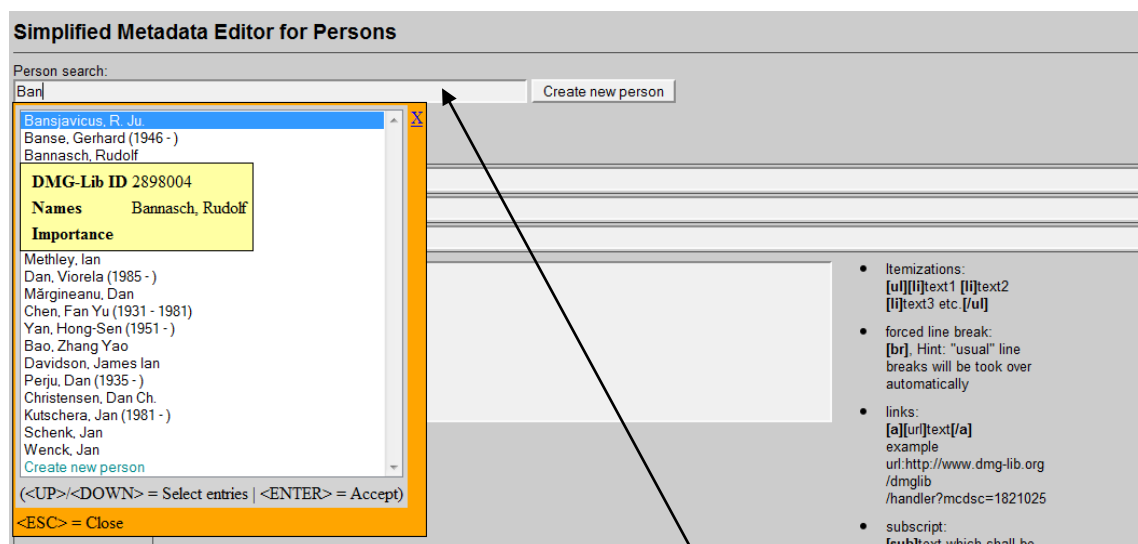 Simplified Metadata Editor for Persons
Person search:
Ban
Create new person
X
Bansjavicus, R. Ju.
Banse, Gerhard (1946 - )
Bannasch, Rudolf
DMG-Lib ID 2898004
Names Bannasch, Rudolf
Importance
Methley, Ian
Dan, Viorela (1985 - )
Mărgineanu, Dan
Chen, Fan Yu (1931 - 1981)
Yan, Hong-Sen (1951 - )
Bao, Zhang Yao
Davidson, James Ian
Perju, Dan (1935 - )
Christensen, Dan Ch.
Kutschera, Jan (1981 - )
Schenk, Jan
Wenck, Jan
Create new person
(<UP>/<DOWN> = Select entries | <ENTER> = Accept)
<ESC> = Close
Itemizations:
[ul][li]text1 [li]text2
[li]text3 etc.[/ul]
forced line break:
[br], Hint: "usual" line
breaks will be took over
automatically
links:
[a][url]text[/a]
example
url:http://www.dmg-lib.org
/dmglib
/handler?mcdsc=1821025
subscript:
[sub]text which shall be